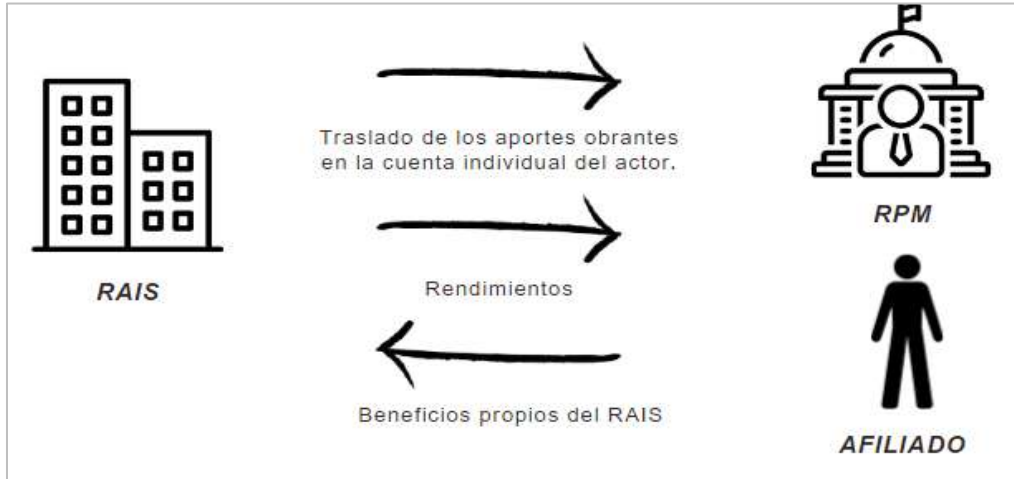 Traslado de los aportes obrantes
en la cuenta individual del actor.
RPM
RAIS
Rendimientos
Beneficios propios del RAIS
AFILIADO